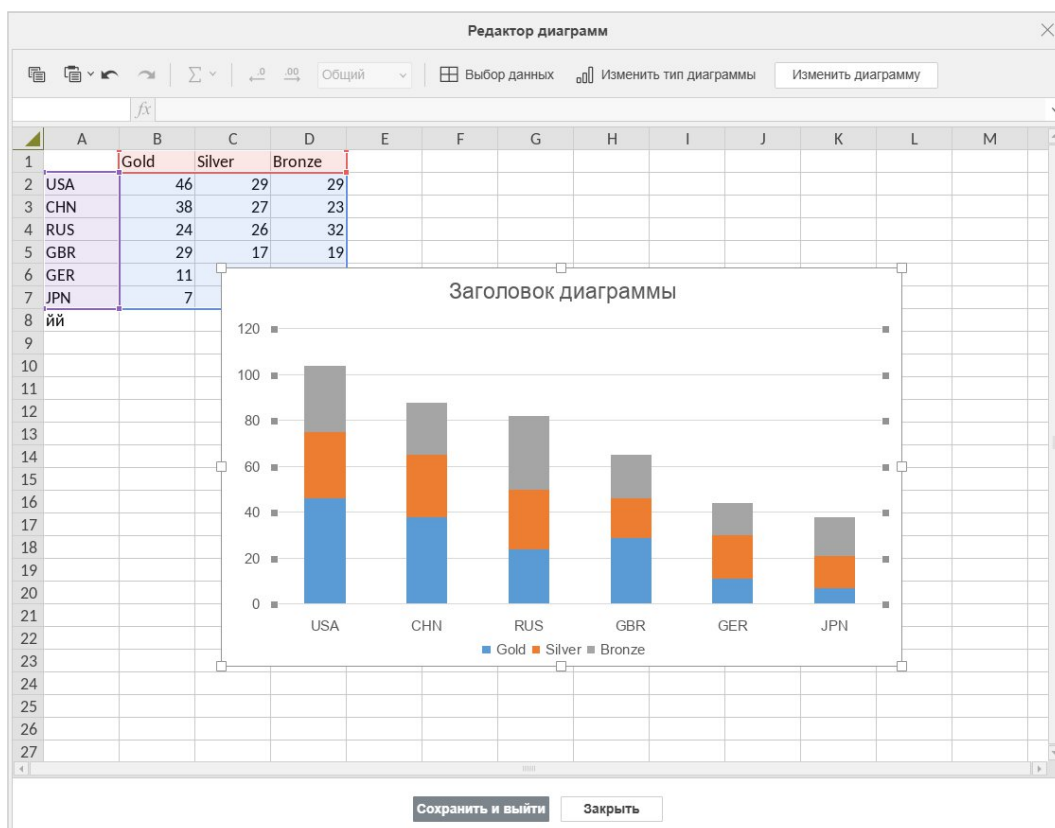 Редактор диаграмм
Σ ←.0 .00→ Общий Выбор данных Изменить тип диаграммы Изменить диаграмму
fx
A B C D E F G H I J K L M
1 Gold Silver Bronze
2 USA 46 29 29
3 CHN 38 27 23
4 RUS 24 26 32
5 GBR 29 17 19
6 GER 11
7 JPN 7
8 йй
9
10
11
12
13
14
15
16
17
18
19
20
21
22
23
24
25
26
27
Заголовок диаграммы
120
100
80
60
40
20
0
USA CHN RUS GBR GER JPN
Gold Silver Bronze
Сохранить и выйти Закрыть